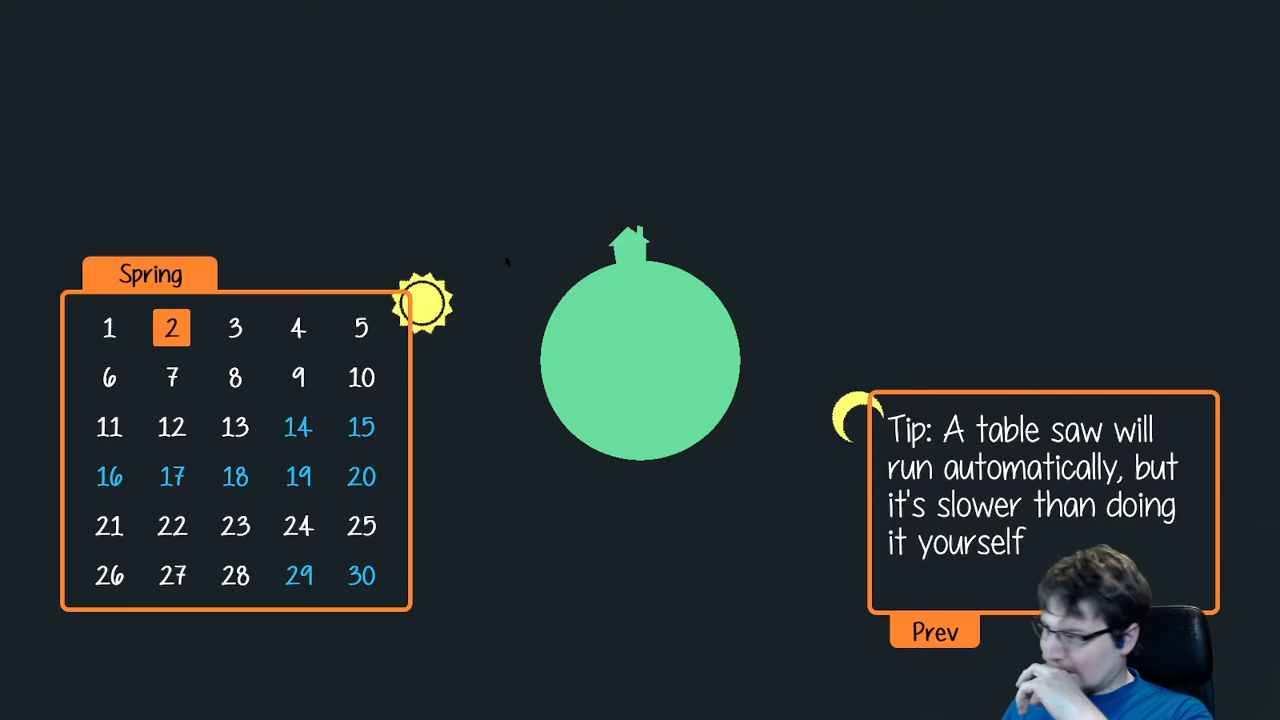 Spring
1 2 3 4 5
6 7 8 9 10
11 12 13 14 15
16 17 18 19 20
21 22 23 24 25
26 27 28 29 30
Tip: A table saw will
run automatically, but
it's slower than doing
it yourself
Prev